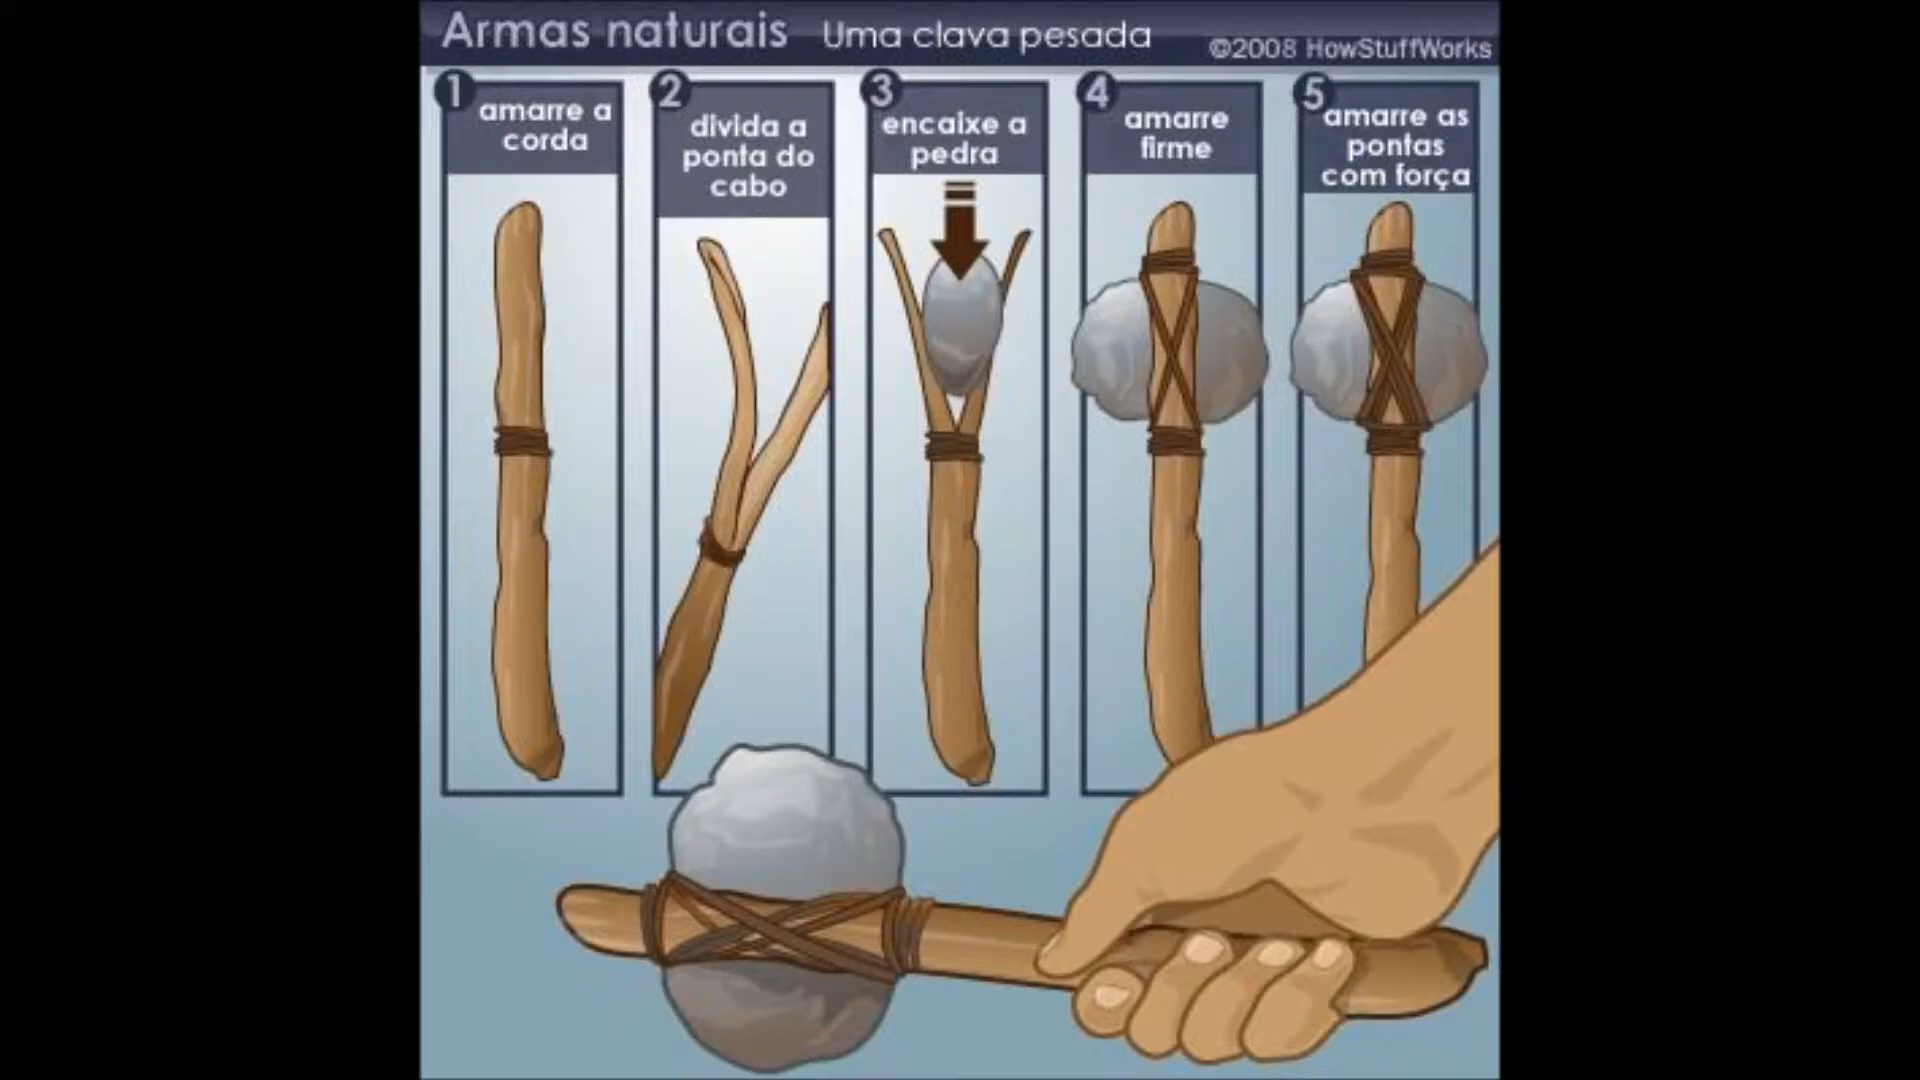 Armas naturais Uma clava pesada
©2008 HowStuffWorks
1
amarre a
corda
2
divida a
ponta do
cabo
3
encaixe a
pedra
4
amarre
firme
5
amarre as
pontas
com força